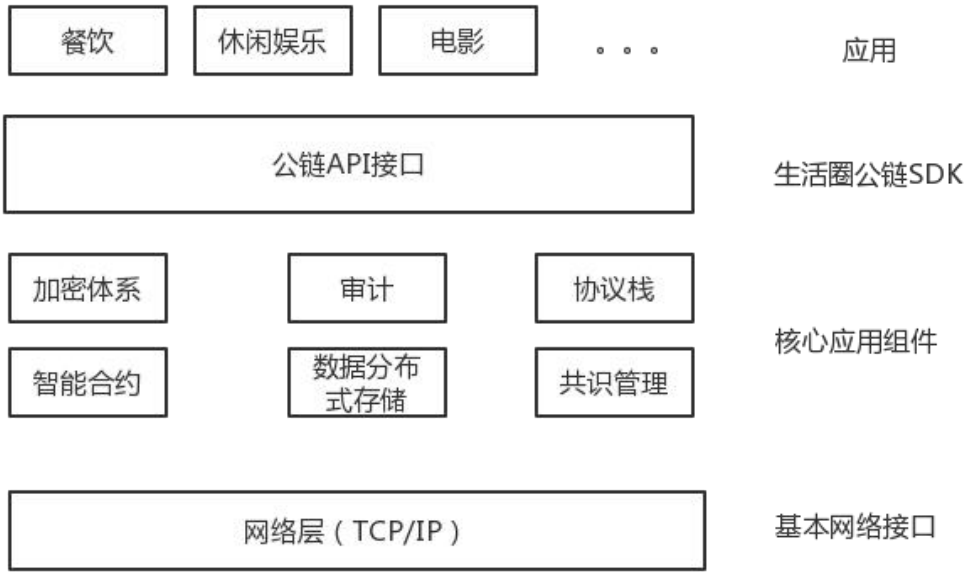 餐饮
休闲娱乐
电影
。。。
应用
公链API接口
生活圈公链SDK
加密体系
审计
协议栈
核心应用组件
智能合约
数据分布
式存储
共识管理
网络层（TCP/IP）
基本网络接口